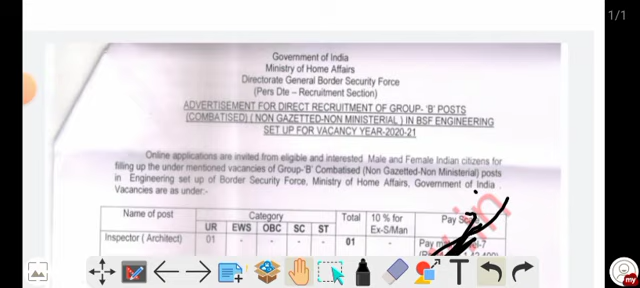 1/1
Government of India
Ministry of Home Affairs
Directorate General Border Security Force
(Pers Dte – Recruitment Section)
ADVERTISEMENT FOR DIRECT RECRUITMENT OF GROUP- 'B' POSTS
(COMBATISED) ( NON GAZETTED-NON MINISTERIAL ) IN BSF ENGINEERING
SET UP FOR VACANCY YEAR-2020-21
Online applications are invited from eligible and interested Male and Female Indian citizens for
filling up the under mentioned vacancies of Group-'B' Combatised (Non Gazetted-Non Ministerial) posts
in Engineering set up of Border Security Force, Ministry of Home Affairs, Government of India .
Vacancies are as under:-
Name of post Category Total 10 % for Pay
UR EWS OBC SC ST Ex-S/Man
Inspector (Architect) 01 - - - - 01 - Pay
my